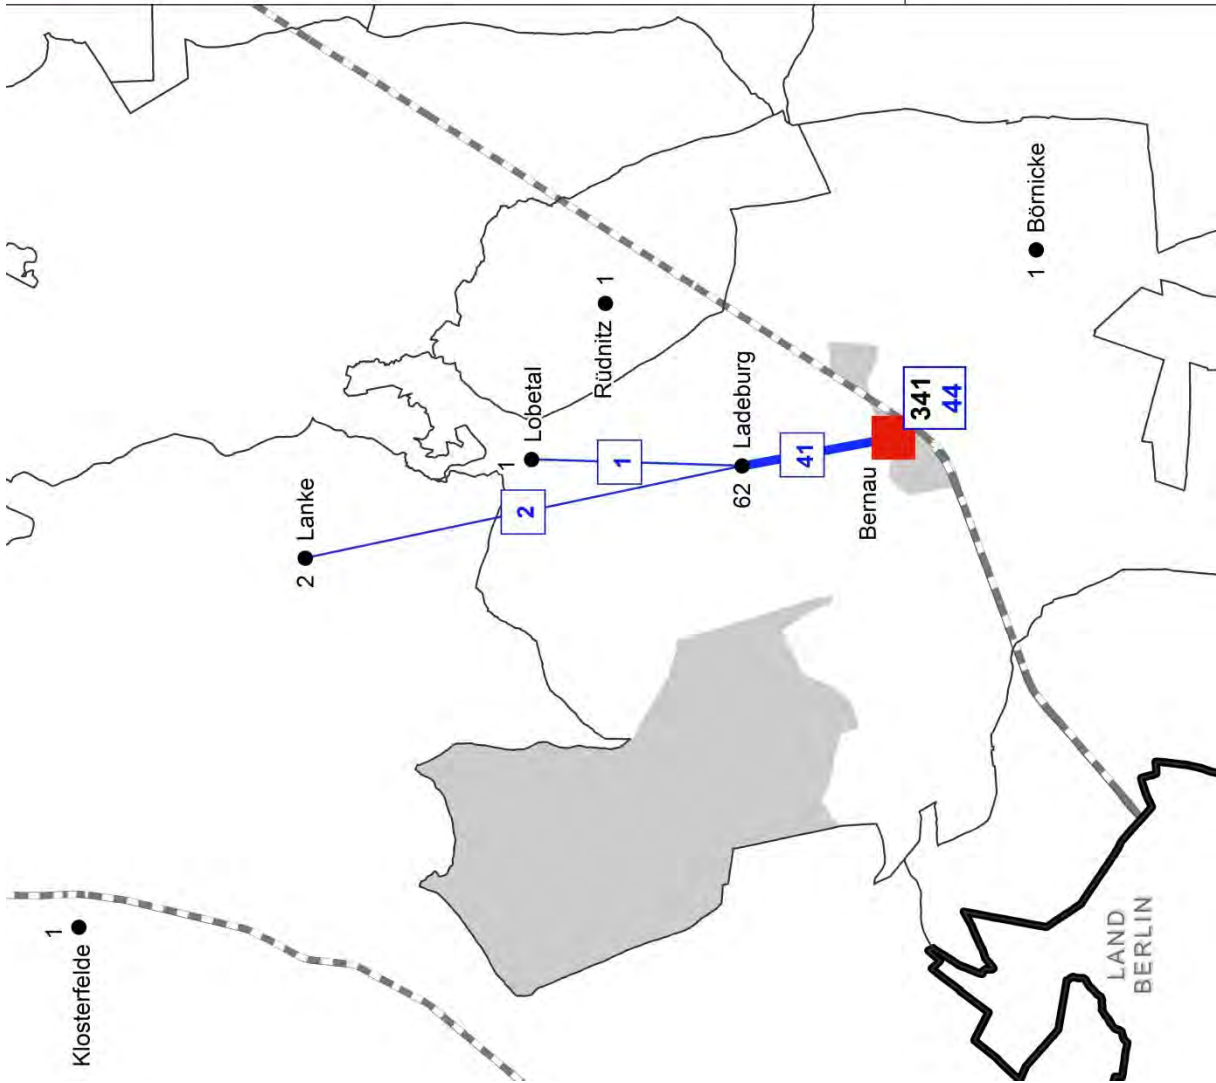 Klosterfelde 1
2 Lanke
1 Lobetal
2
Rüdnitz 1
1
62 Ladeburg
41
Bernau
341
44
1 Börnicke
LAND
BERLIN